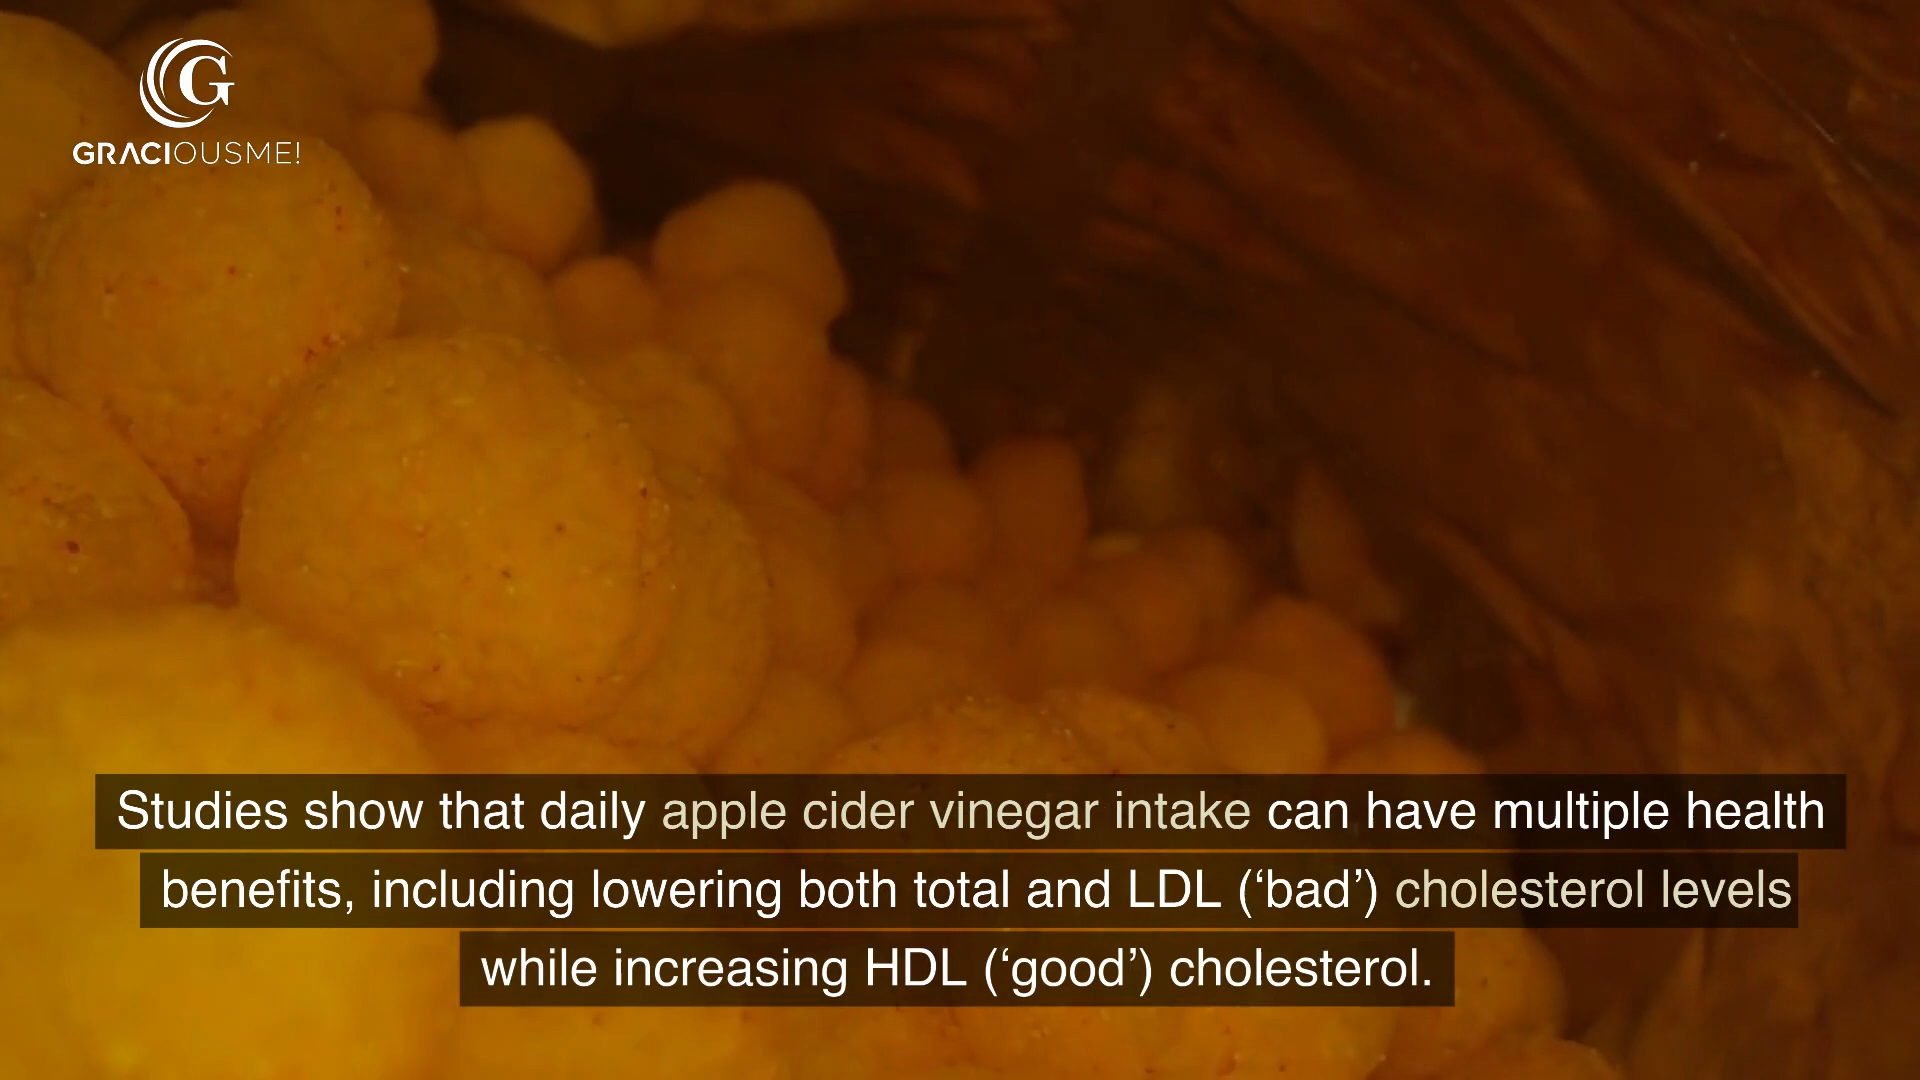 G
GRACIOUSME!
Studies show that daily apple cider vinegar intake can have multiple health
benefits, including lowering both total and LDL (‘bad’) cholesterol levels
while increasing HDL (‘good’) cholesterol.